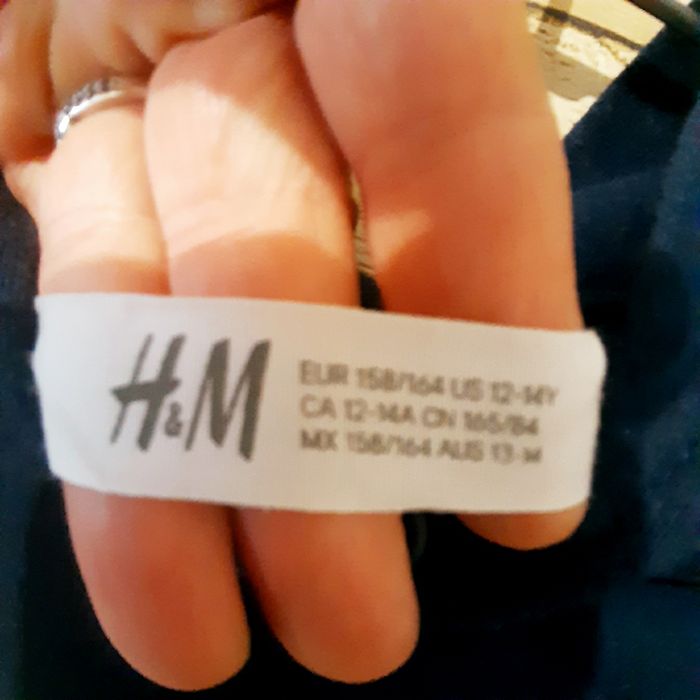 H&M
EUR 158/164 US 12-14Y
CA 12-14A CN 165/84
MX 158/164 AUS 13-14